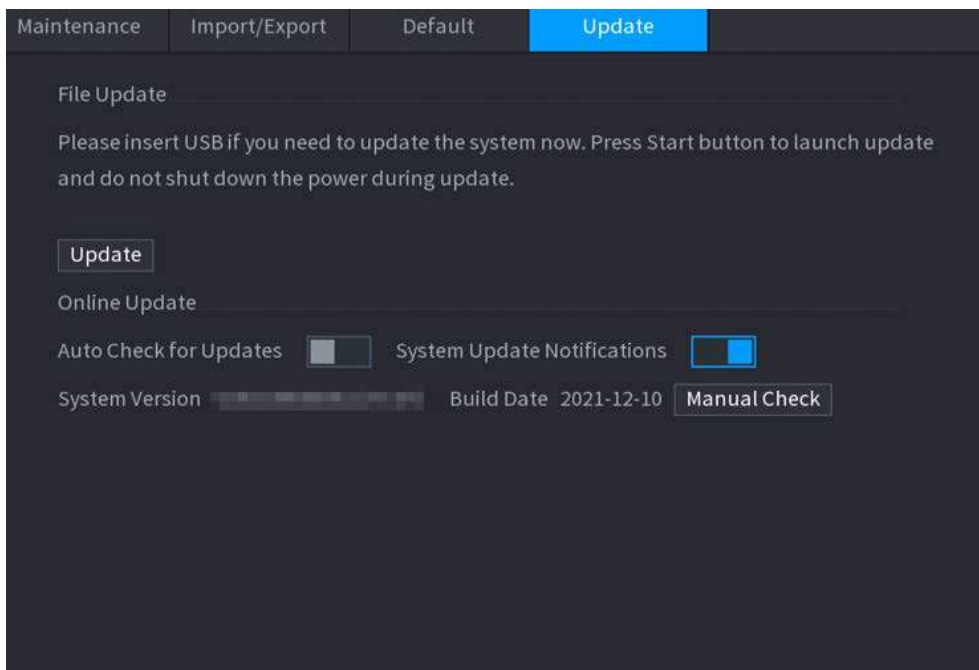 Maintenance Import/Export Default Update
File Update
Please insert USB if you need to update the system now. Press Start button to launch update
and do not shut down the power during update.
Update
Online Update
Auto Check for Updates System Update Notifications
System Version Build Date 2021-12-10 Manual Check